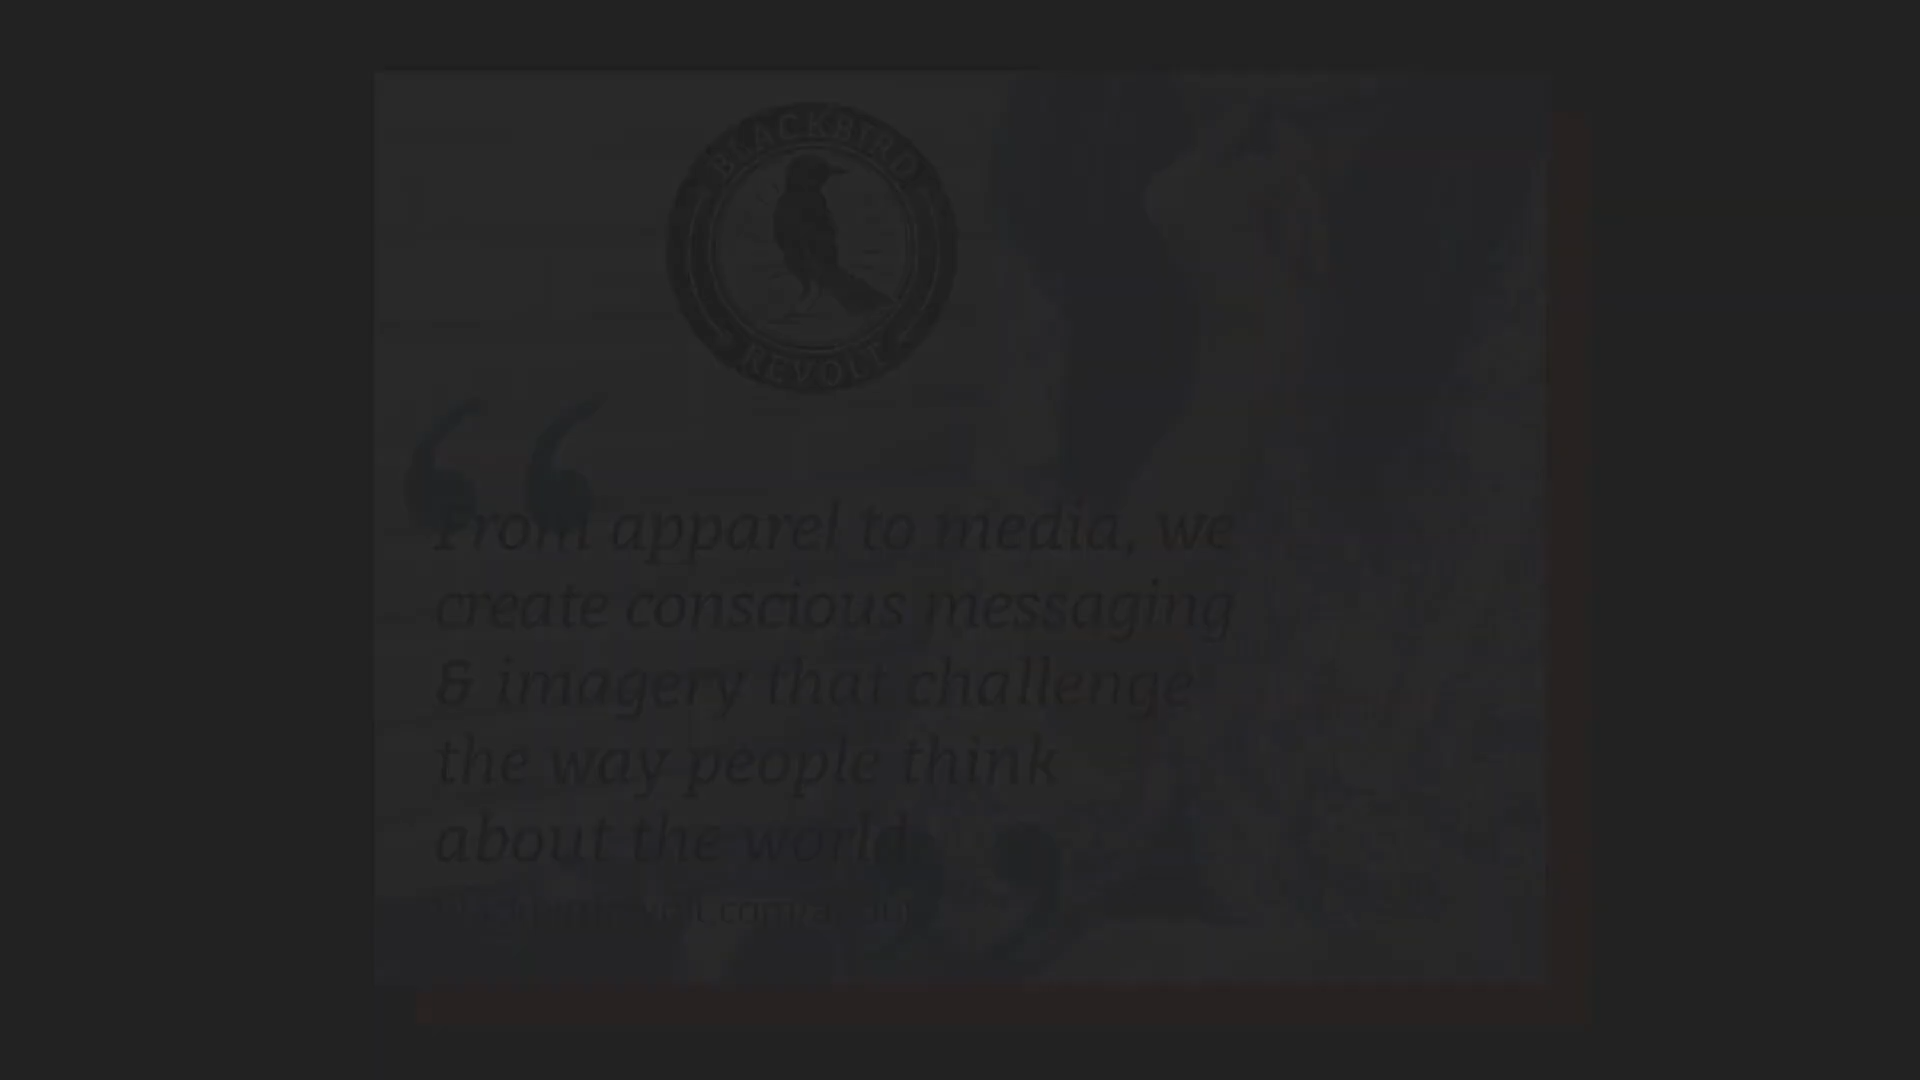 BLACKBIRD
REVOLT
From apparel to media, we
create conscious messaging
& imagery that challenge
the way people think
about the world